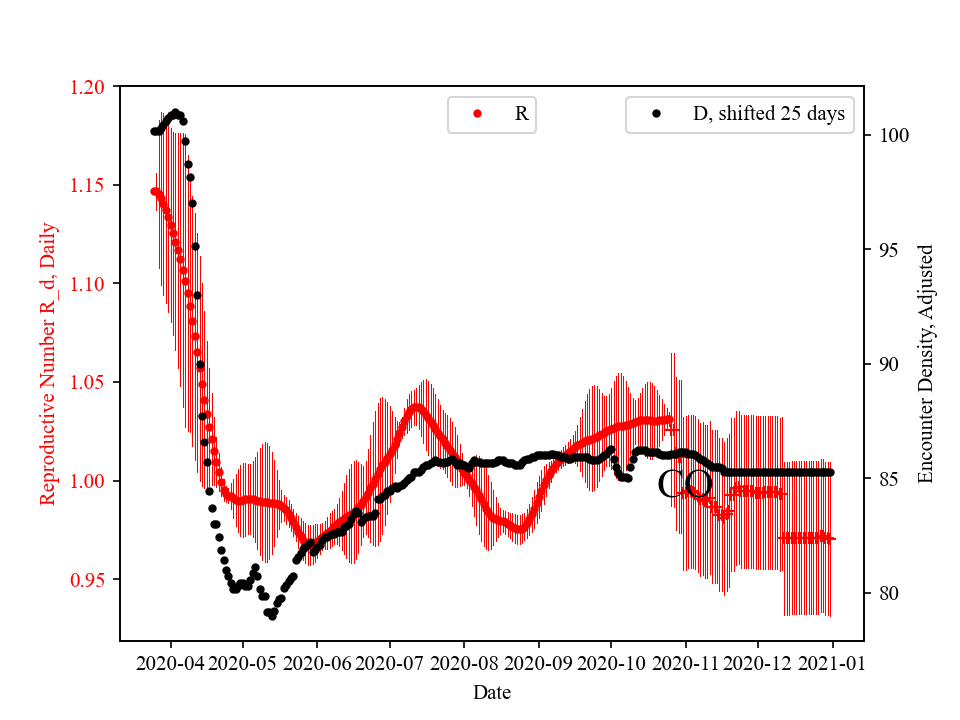 1.20
1.15
1.10
1.05
1.00
0.95
Reproductive Number R_d, Daily
R
D, shifted 25 days
100
95
90
85
80
Encounter Density, Adjusted
CO
2020-04 2020-05 2020-06 2020-07 2020-08 2020-09 2020-10 2020-11 2020-12 2021-01
Date